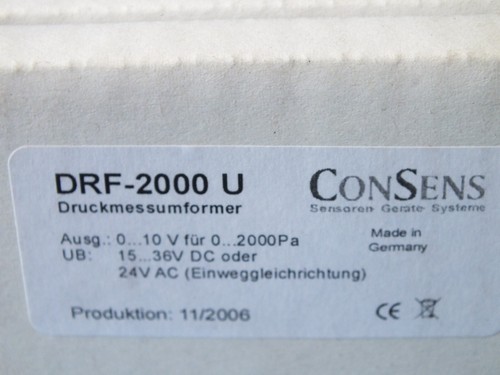 DRF-2000 U
Druckmessumformer
CONSENS
Sensoren Geräte Systeme
Ausg.: 0...10 V für 0...2000Pa
UB: 15...36V DC oder
24V AC (Einweggleichrichtung)
Made in
Germany
Produktion: 11/2006
CE